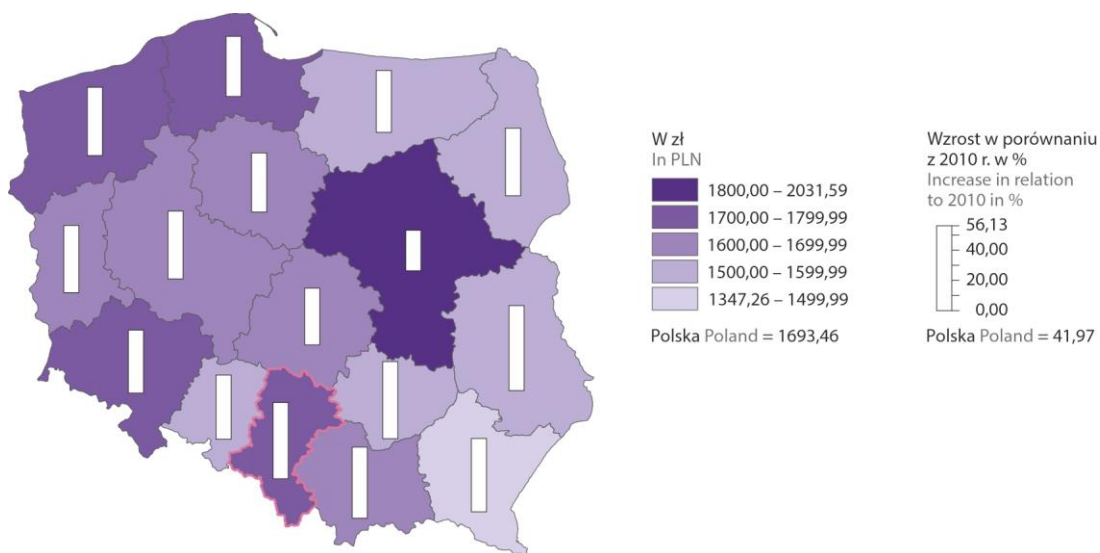 W zł
In PLN
1800,00 – 2031,59
1700,00 – 1799,99
1600,00 – 1699,99
1500,00 – 1599,99
1347,26 – 1499,99
Polska Poland = 1693,46
Wzrost w porównaniu
z 2010 r. w %
Increase in relation
to 2010 in %
56,13
40,00
20,00
0,00
Polska Poland = 41,97